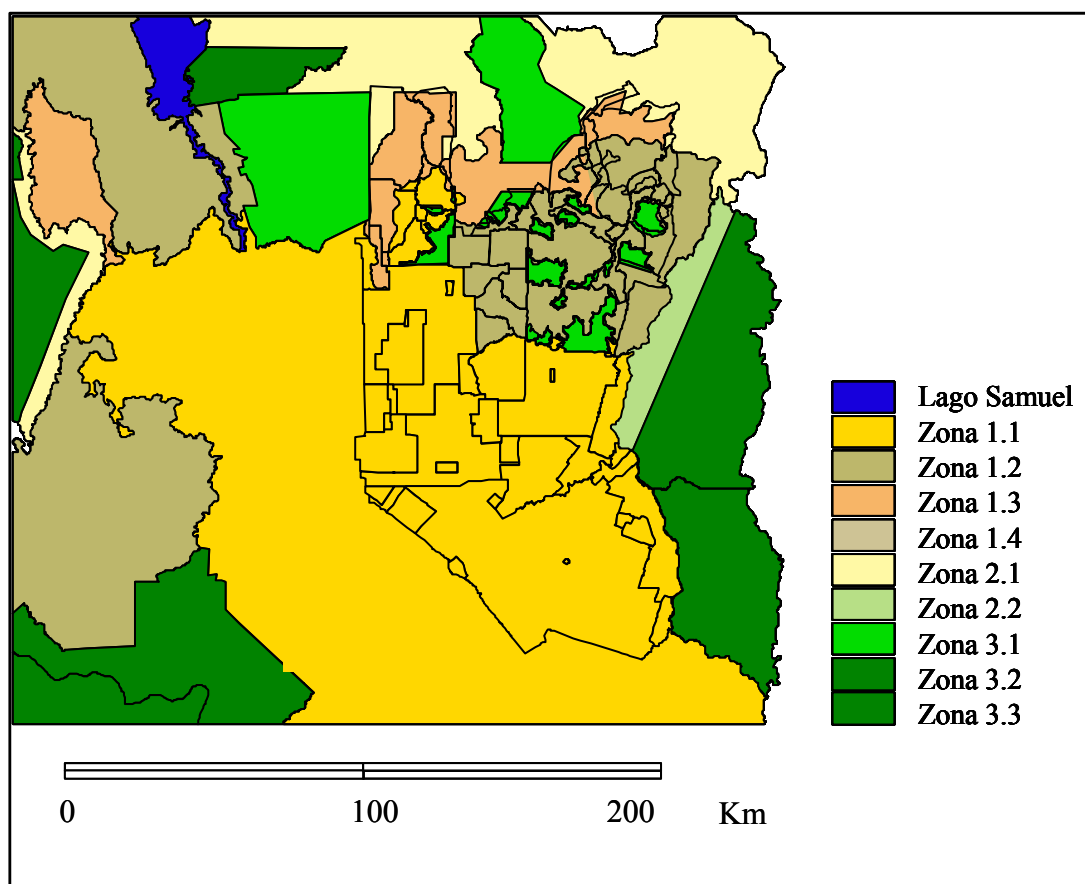 Lago Samuel
Zona 1.1
Zona 1.2
Zona 1.3
Zona 1.4
Zona 2.1
Zona 2.2
Zona 3.1
Zona 3.2
Zona 3.3
0 100 200 Km